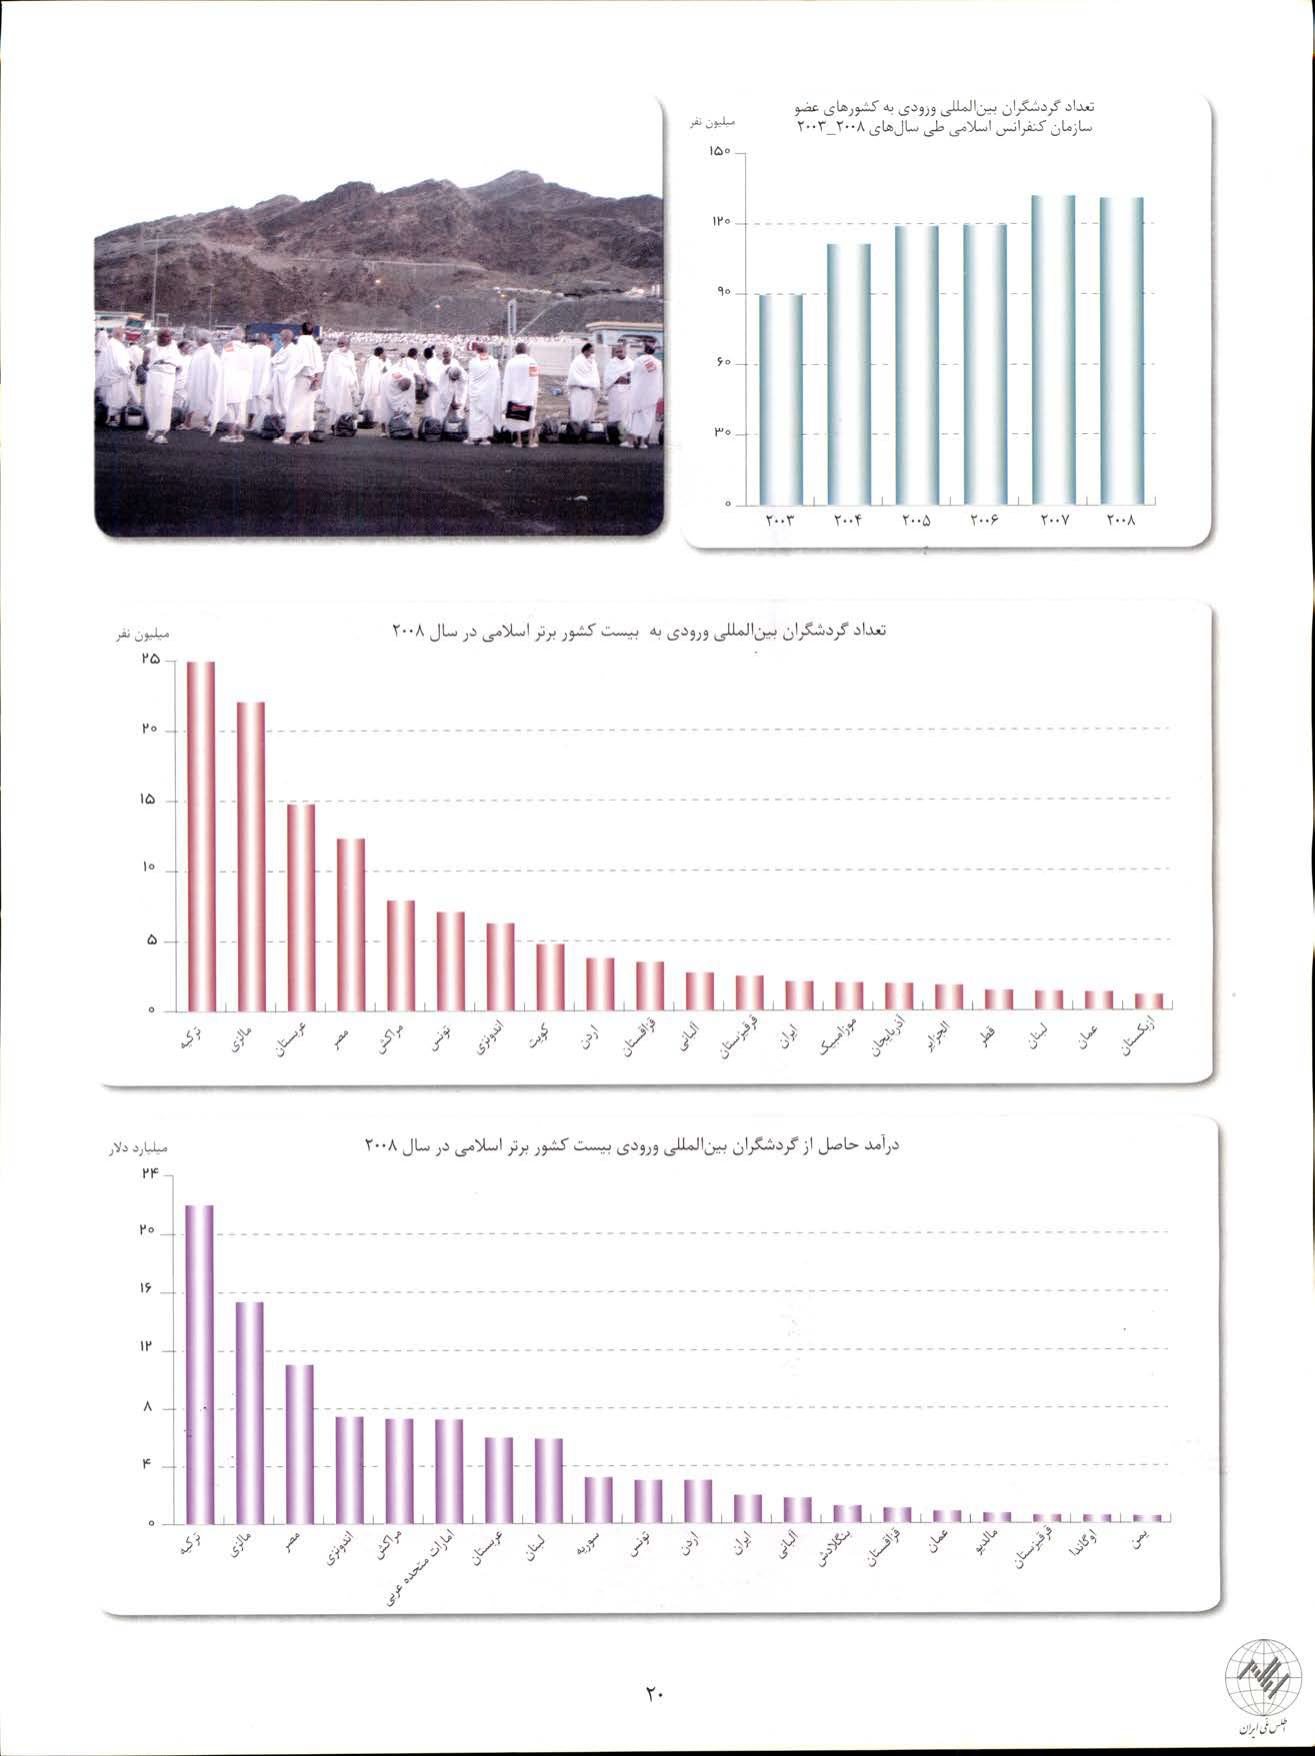 تعداد گردشگران بین‌المللی ورودی به کشورهای عضو
سازمان کنفرانس اسلامی طی سال‌های ۲۰۰۸_۲۰۰۳
میلیون نفر
۱۵۰
۱۲۰
۹۰
۶۰
۳۰
۰
۲۰۰۳ ۲۰۰۴ ۲۰۰۵ ۲۰۰۶ ۲۰۰۷ ۲۰۰۸
تعداد گردشگران بین‌المللی ورودی به بیست کشور برتر اسلامی در سال ۲۰۰۸
میلیون نفر
۲۵
۲۰
۱۵
۱۰
۵
۰
ترکیه
مالزی
عربستان
مصر
مراکش
تونس
اندونزی
کویت
اردن
قزاقستان
آلبانی
قرقیزستان
ایران
موزامبیک
آذربایجان
الجزایر
قطر
لبنان
عمان
ازبکستان
درآمد حاصل از گردشگران بین‌المللی ورودی بیست کشور برتر اسلامی در سال ۲۰۰۸
میلیارد دلار
۲۴
۲۰
۱۶
۱۲
۸
۴
۰
ترکیه
مالزی
مصر
اندونزی
مراکش
امارات متحده عربی
عربستان
لبنان
سوریه
تونس
اردن
ایران
آلبانی
بنگلادش
قزاقستان
عمان
مالدیو
قرقیزستان
اوگاندا
یمن
۲۰
اطلس ملی ایران